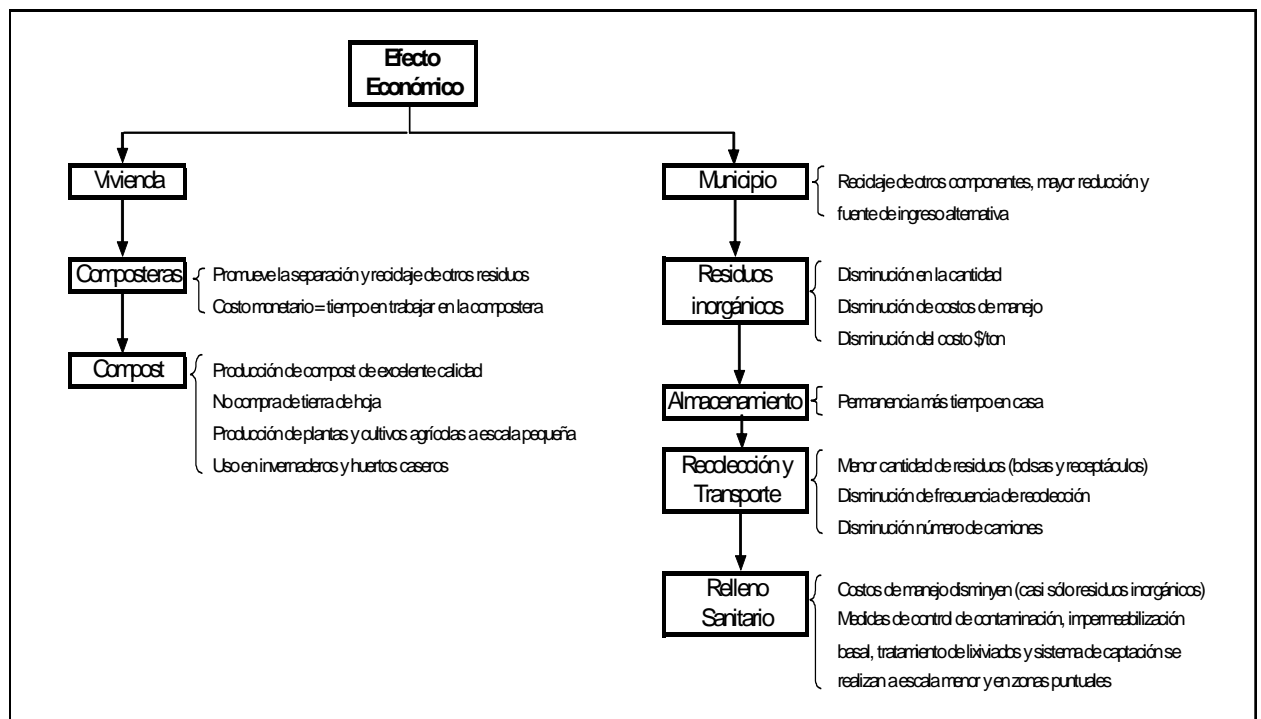 Efecto
Económico
Vivienda
Composteras
Promueve la separación y reciclaje de otros residuos
Costo monetario = tiempo en trabajar en la compostera
Compost
Producción de compost de excelente calidad
No compra de tierra de hoja
Producción de plantas y cultivos agrícolas a escala pequeña
Uso en invernaderos y huertos caseros
Municipio
Reciclaje de otros componentes, mayor reducción y
fuente de ingreso alternativa
Residuos
inorgánicos
Disminución en la cantidad
Disminución de costos de manejo
Disminución del costo $/ton
Almacenamiento
Permanencia más tiempo en casa
Recolección y
Transporte
Menor cantidad de residuos (bolsas y receptáculos)
Disminución de frecuencia de recolección
Disminución número de camiones
Relleno
Sanitario
Costos de manejo disminyen (casi sólo residuos inorgánicos)
Medidas de control de contaminación, impermeabilización
basal, tratamiento de lixiviados y sistema de captación se
realizan a escala menor y en zonas puntuales